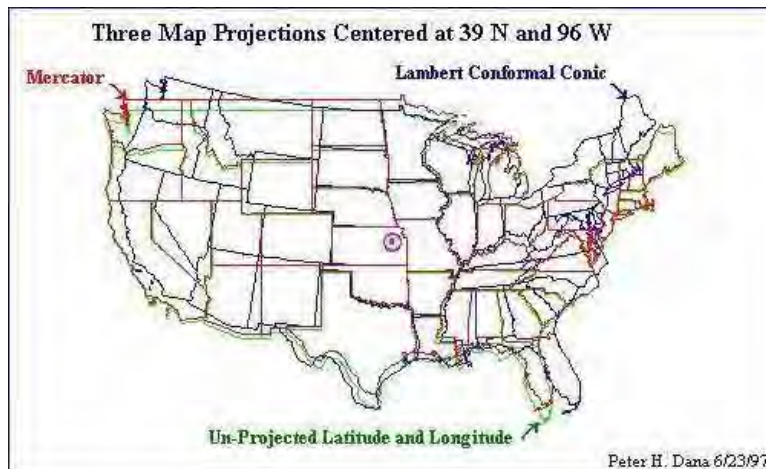 Three Map Projections Centered at 39 N and 96 W
Mercator
Lambert Conformal Conic
Un-Projected Latitude and Longitude
Peter H. Dana 6/23/97